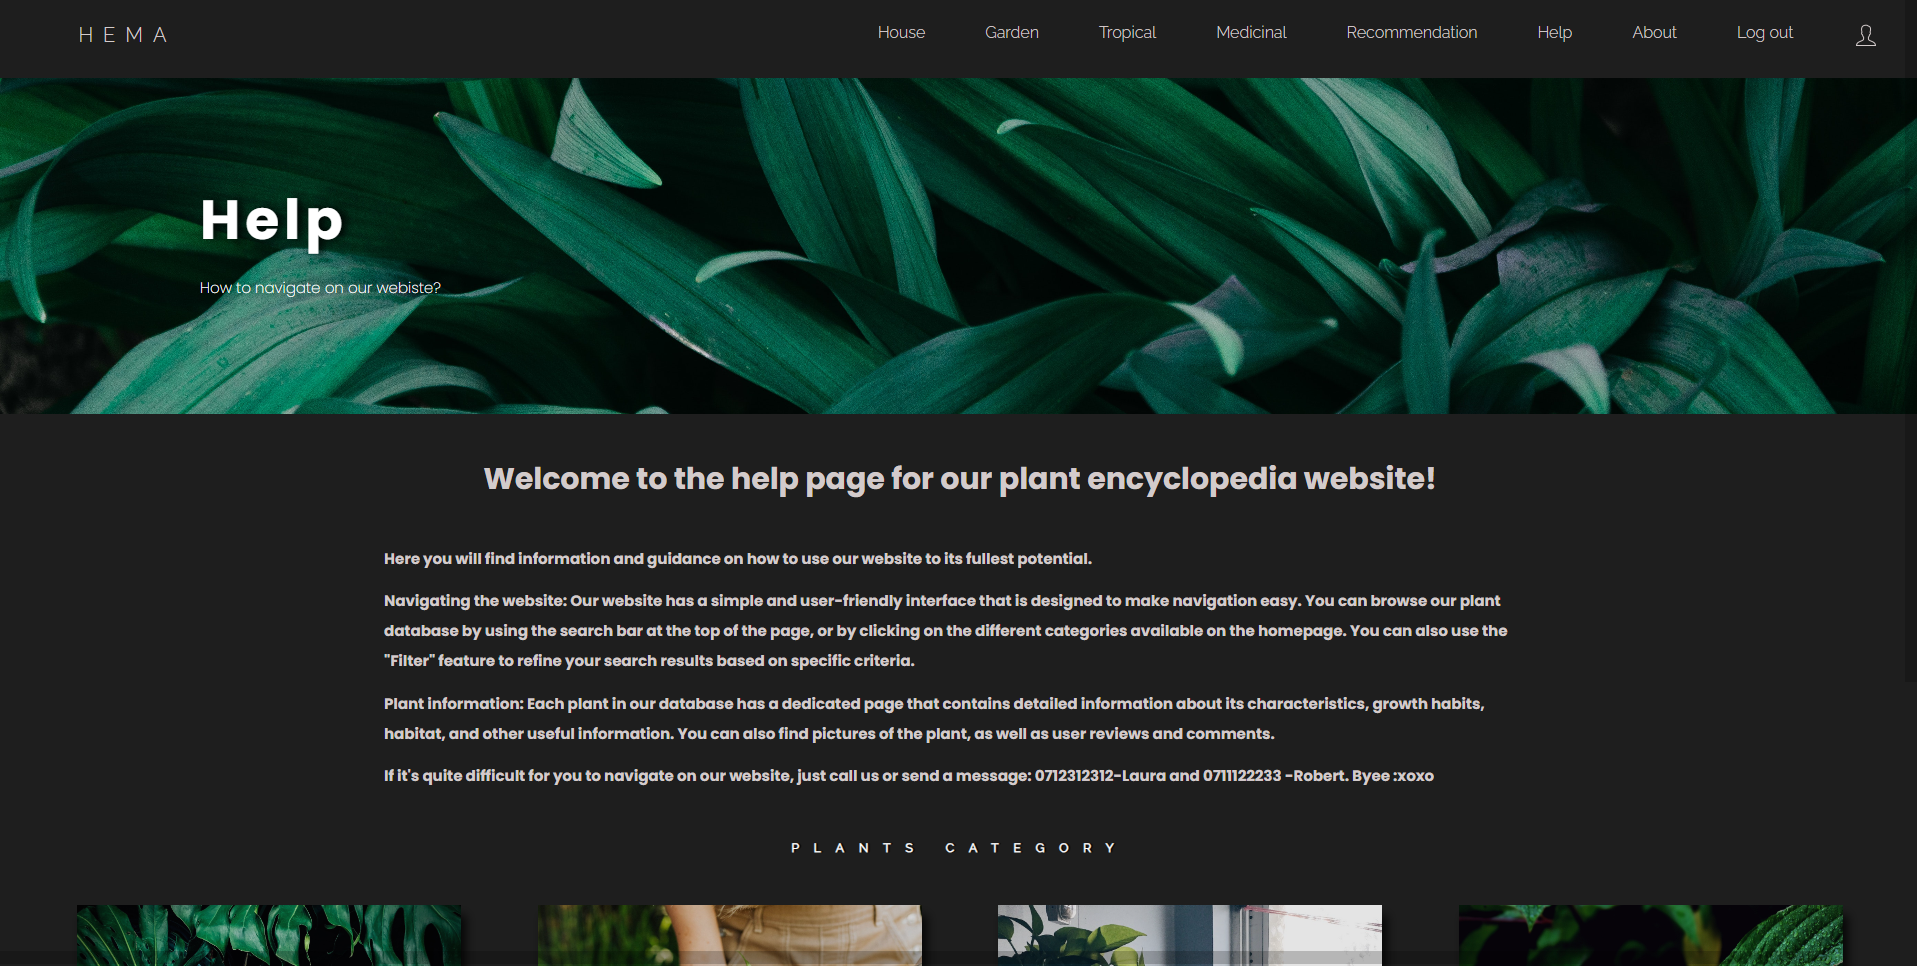 HEMA
House Garden Tropical Medicinal Recommendation Help About Log out
Help
How to navigate on our webiste?
Welcome to the help page for our plant encyclopedia website!
Here you will find information and guidance on how to use our website to its fullest potential.
Navigating the website: Our website has a simple and user-friendly interface that is designed to make navigation easy. You can browse our plant
database by using the search bar at the top of the page, or by clicking on the different categories available on the homepage. You can also use the
"Filter" feature to refine your search results based on specific criteria.
Plant information: Each plant in our database has a dedicated page that contains detailed information about its characteristics, growth habits,
habitat, and other useful information. You can also find pictures of the plant, as well as user reviews and comments.
If it's quite difficult for you to navigate on our website, just call us or send a message: 0712312312-Laura and 0711122233 -Robert. Byee :xoxo
PLANTS CATEGORY